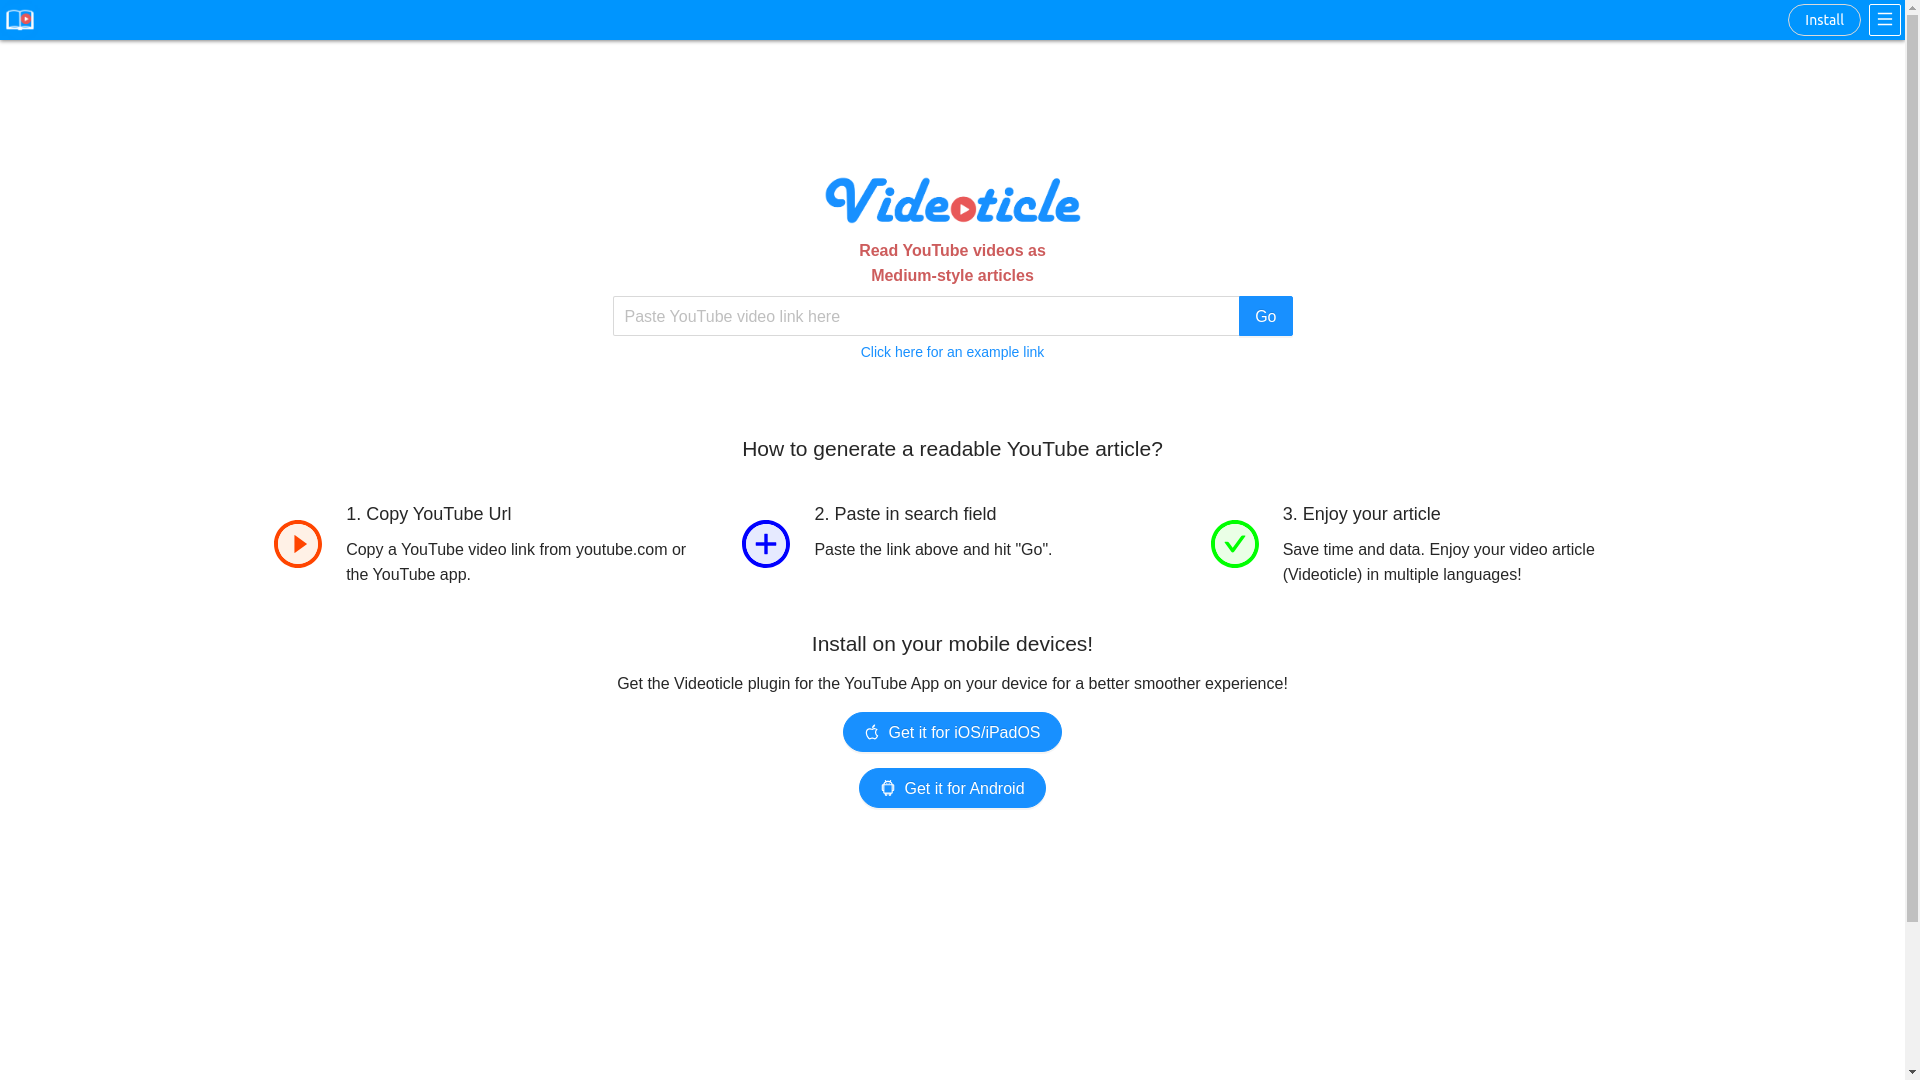 Install
Videoticle
Read YouTube videos as
Medium-style articles
Paste YouTube video link here
Go
Click here for an example link
How to generate a readable YouTube article?
1. Copy YouTube Url
Copy a YouTube video link from youtube.com or
the YouTube app.
2. Paste in search field
Paste the link above and hit "Go".
3. Enjoy your article
Save time and data. Enjoy your video article
(Videoticle) in multiple languages!
Install on your mobile devices!
Get the Videoticle plugin for the YouTube App on your device for a better smoother experience!
Get it for iOS/iPadOS
Get it for Android